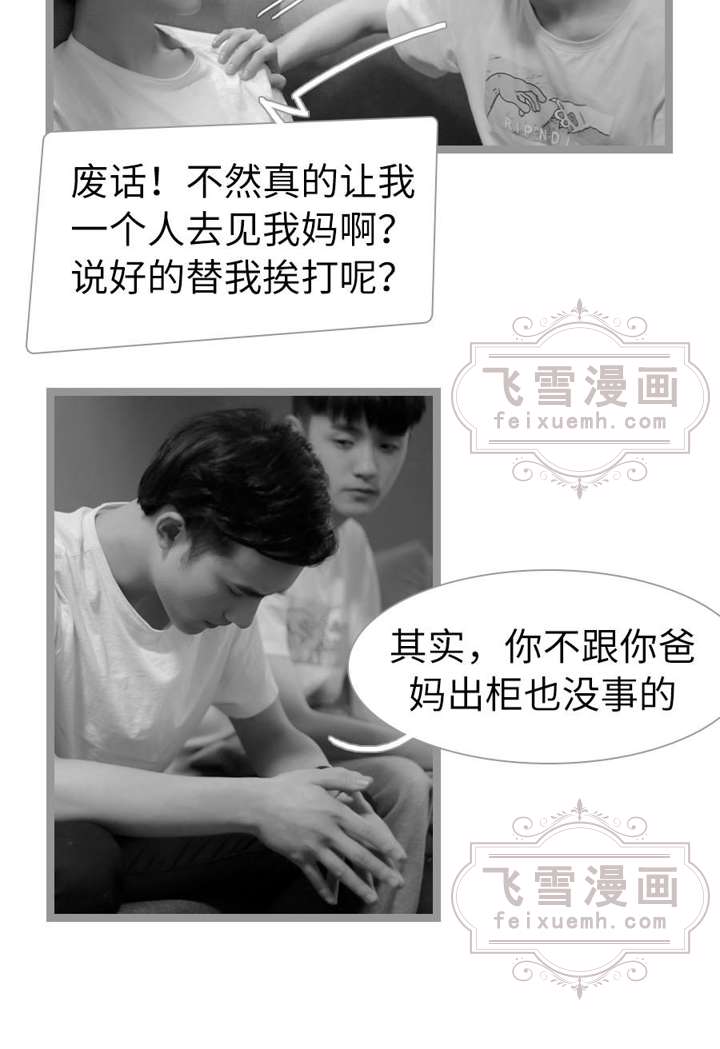 RIPNDI
废话！不然真的让我
一个人去见我妈啊？
说好的替我挨打呢？
飞雪漫画
feixuemh.com
其实，你不跟你爸
妈出柜也没事的
飞雪漫画
feixuemh.com